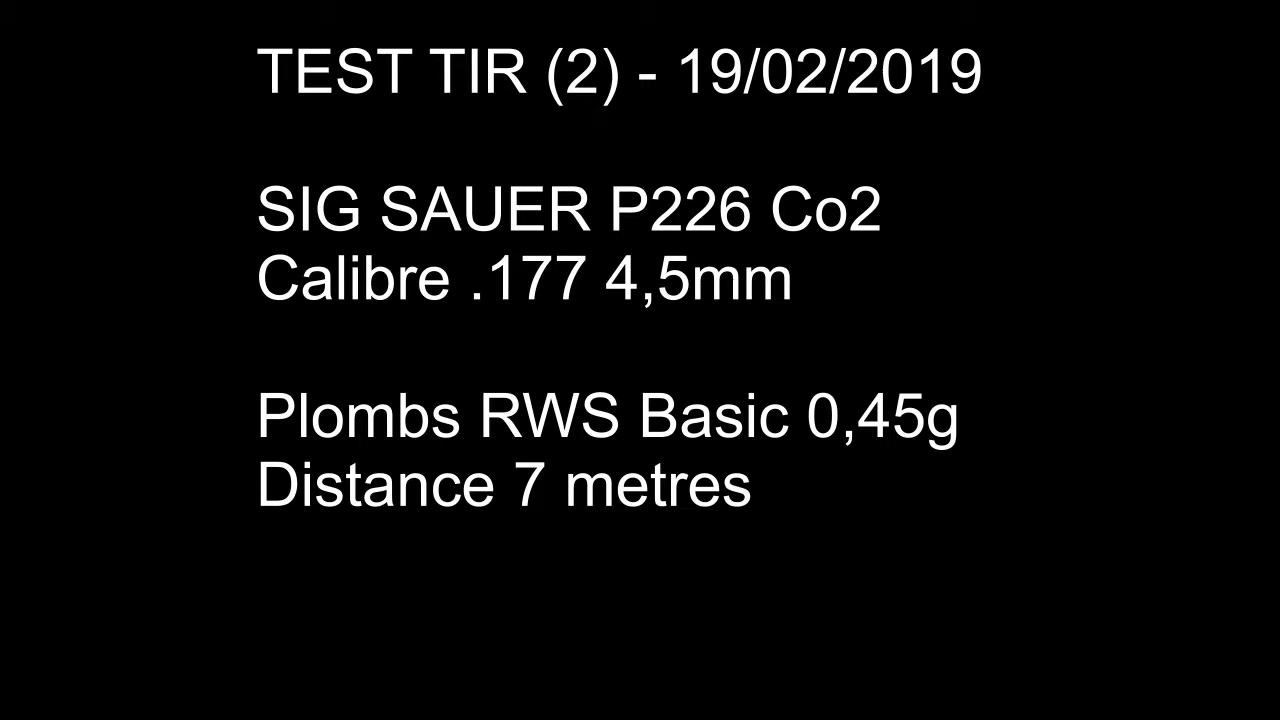 TEST TIR (2) - 19/02/2019
SIG SAUER P226 Co2
Calibre .177 4,5mm
Plombs RWS Basic 0,45g
Distance 7 metres